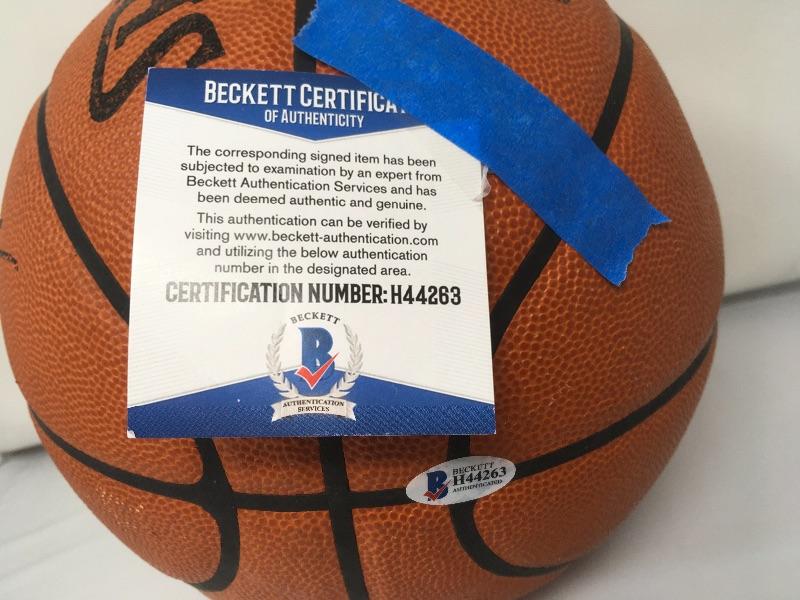 BECKETT
OF AUTHENTICITY
The corresponding signed item has been
subjected to examination by an expert from
Beckett Authentication Services and has
been deemed authentic and genuine.
This authentication can be verified by
visiting www.beckett-authentication.com
and utilizing the below authentication
number in the designated area.
CERTIFICATION NUMBER: H44263
BECKETT
B
AUTHENTICATION
SERVICES
BECKETT
B H44263
AUTHENTICATED